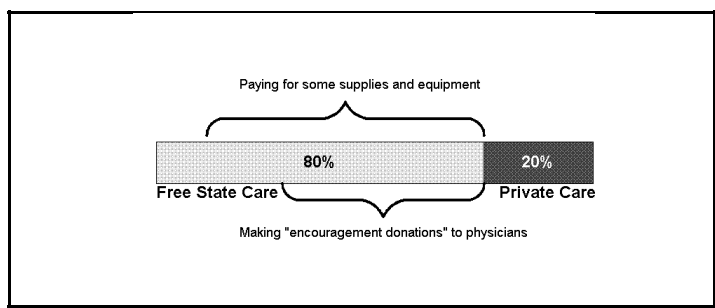 Paying for some supplies and equipment
80% 20%
Free State Care Private Care
Making "encouragement donations" to physicians